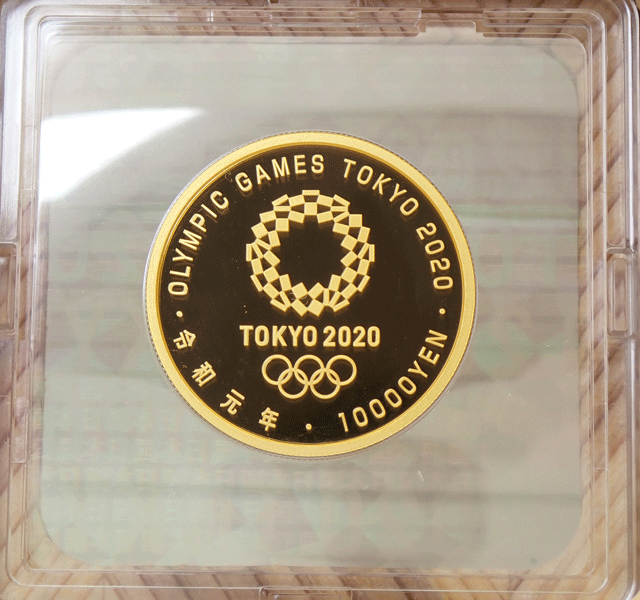 OLYMPIC GAMES TOKYO 2020
TOKYO 2020
令和元年・10000YEN